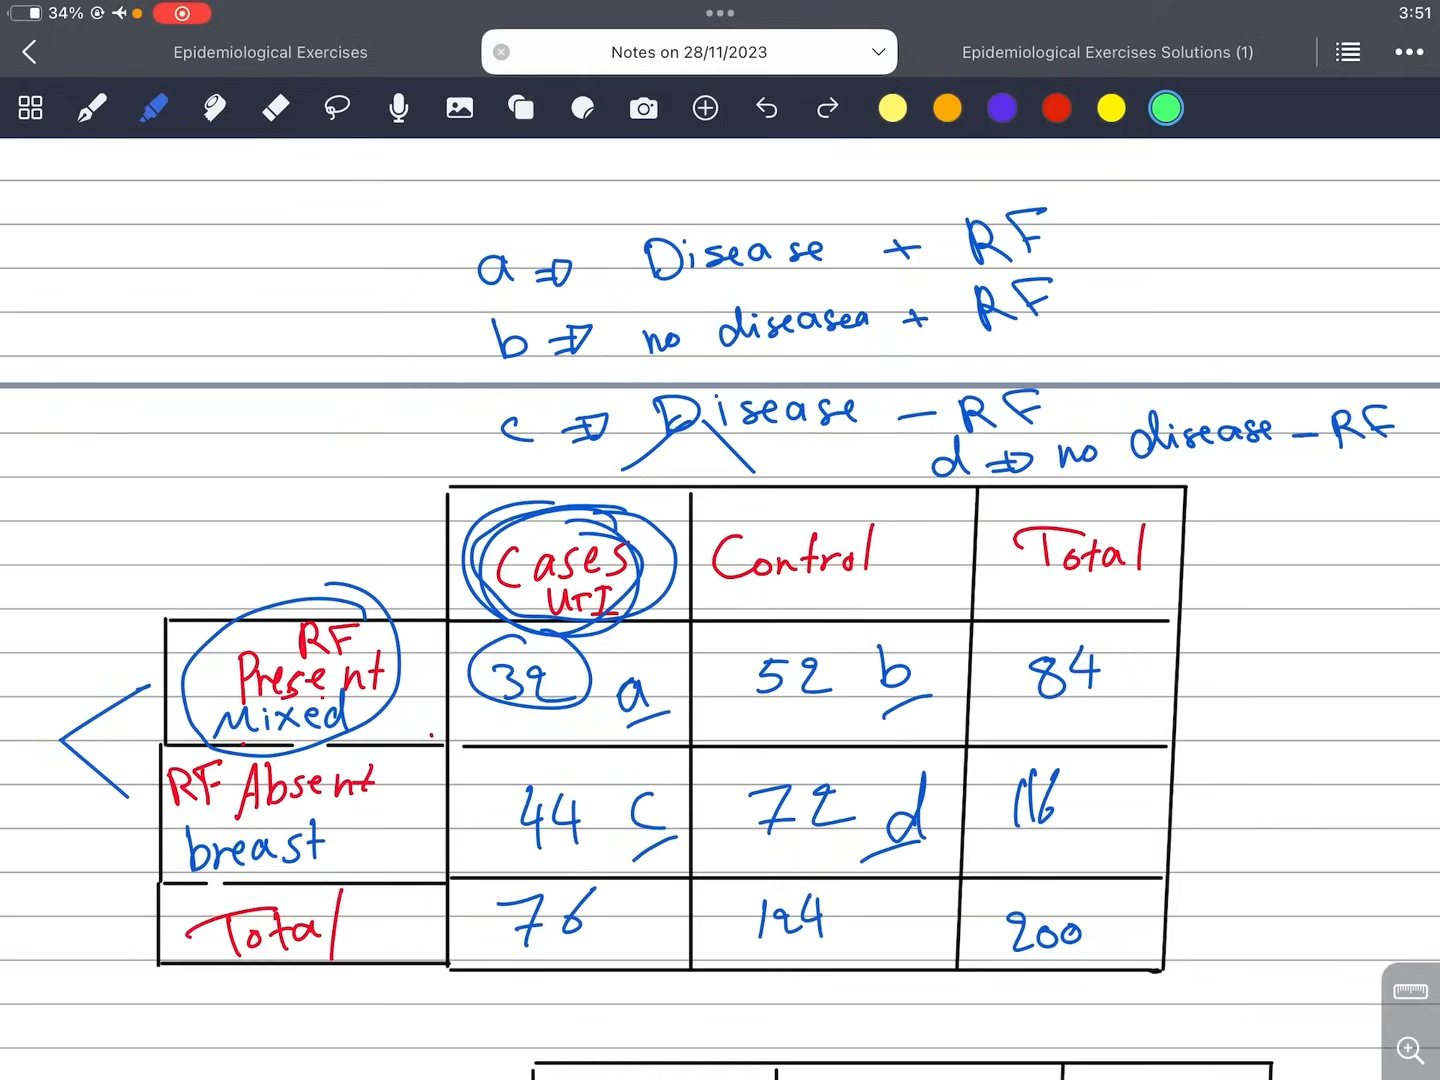 34% 3:51
Epidemiological Exercises Notes on 28/11/2023 Epidemiological Exercises Solutions (1)
a ⇒ Disease + RF
b ⇒ no diseasea + RF
c ⇒ Disease – RF
d ⇒ no disease – RF
Cases UTI Control Total
RF Present Mixed 32 a 52 b 84
RF Absent breast 44 c 72 d 116
Total 76 124 200